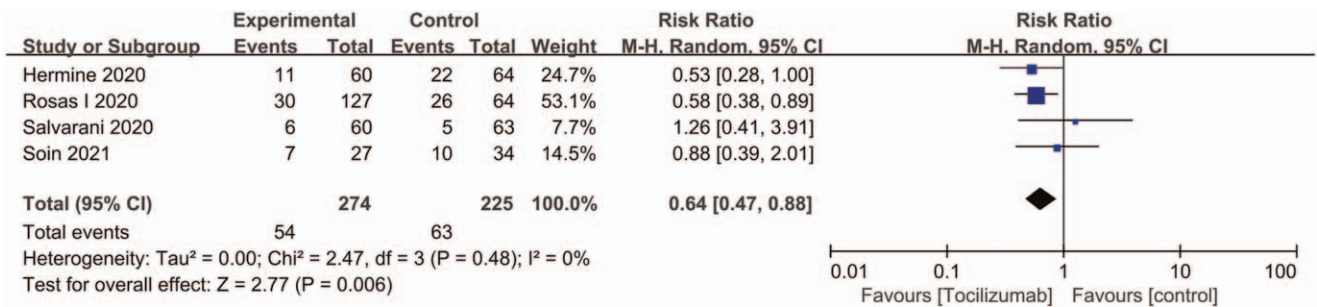 Experimental Control Risk Ratio Risk Ratio
Study or Subgroup Events Total Events Total Weight M-H, Random, 95% CI M-H, Random, 95% CI
Hermine 2020 11 60 22 64 24.7% 0.53 [0.28, 1.00]
Rosas I 2020 30 127 26 64 53.1% 0.58 [0.38, 0.89]
Salvarani 2020 6 60 5 63 7.7% 1.26 [0.41, 3.91]
Soin 2021 7 27 10 34 14.5% 0.88 [0.39, 2.01]
Total (95% CI) 274 225 100.0% 0.64 [0.47, 0.88]
Total events 54 63
Heterogeneity: Tau² = 0.00; Chi² = 2.47, df = 3 (P = 0.48); I² = 0%
Test for overall effect: Z = 2.77 (P = 0.006)
0.01 0.1 1 10 100
Favours [Tocilizumab] Favours [control]